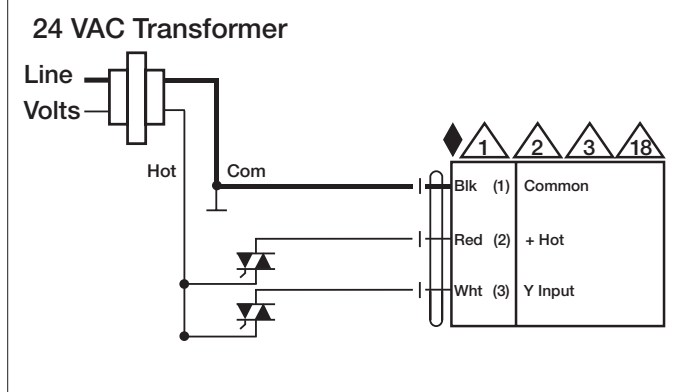 24 VAC Transformer
Line
Volts
Hot
Com
1 2 3 18
Blk (1) Common
Red (2) + Hot
Wht (3) Y Input